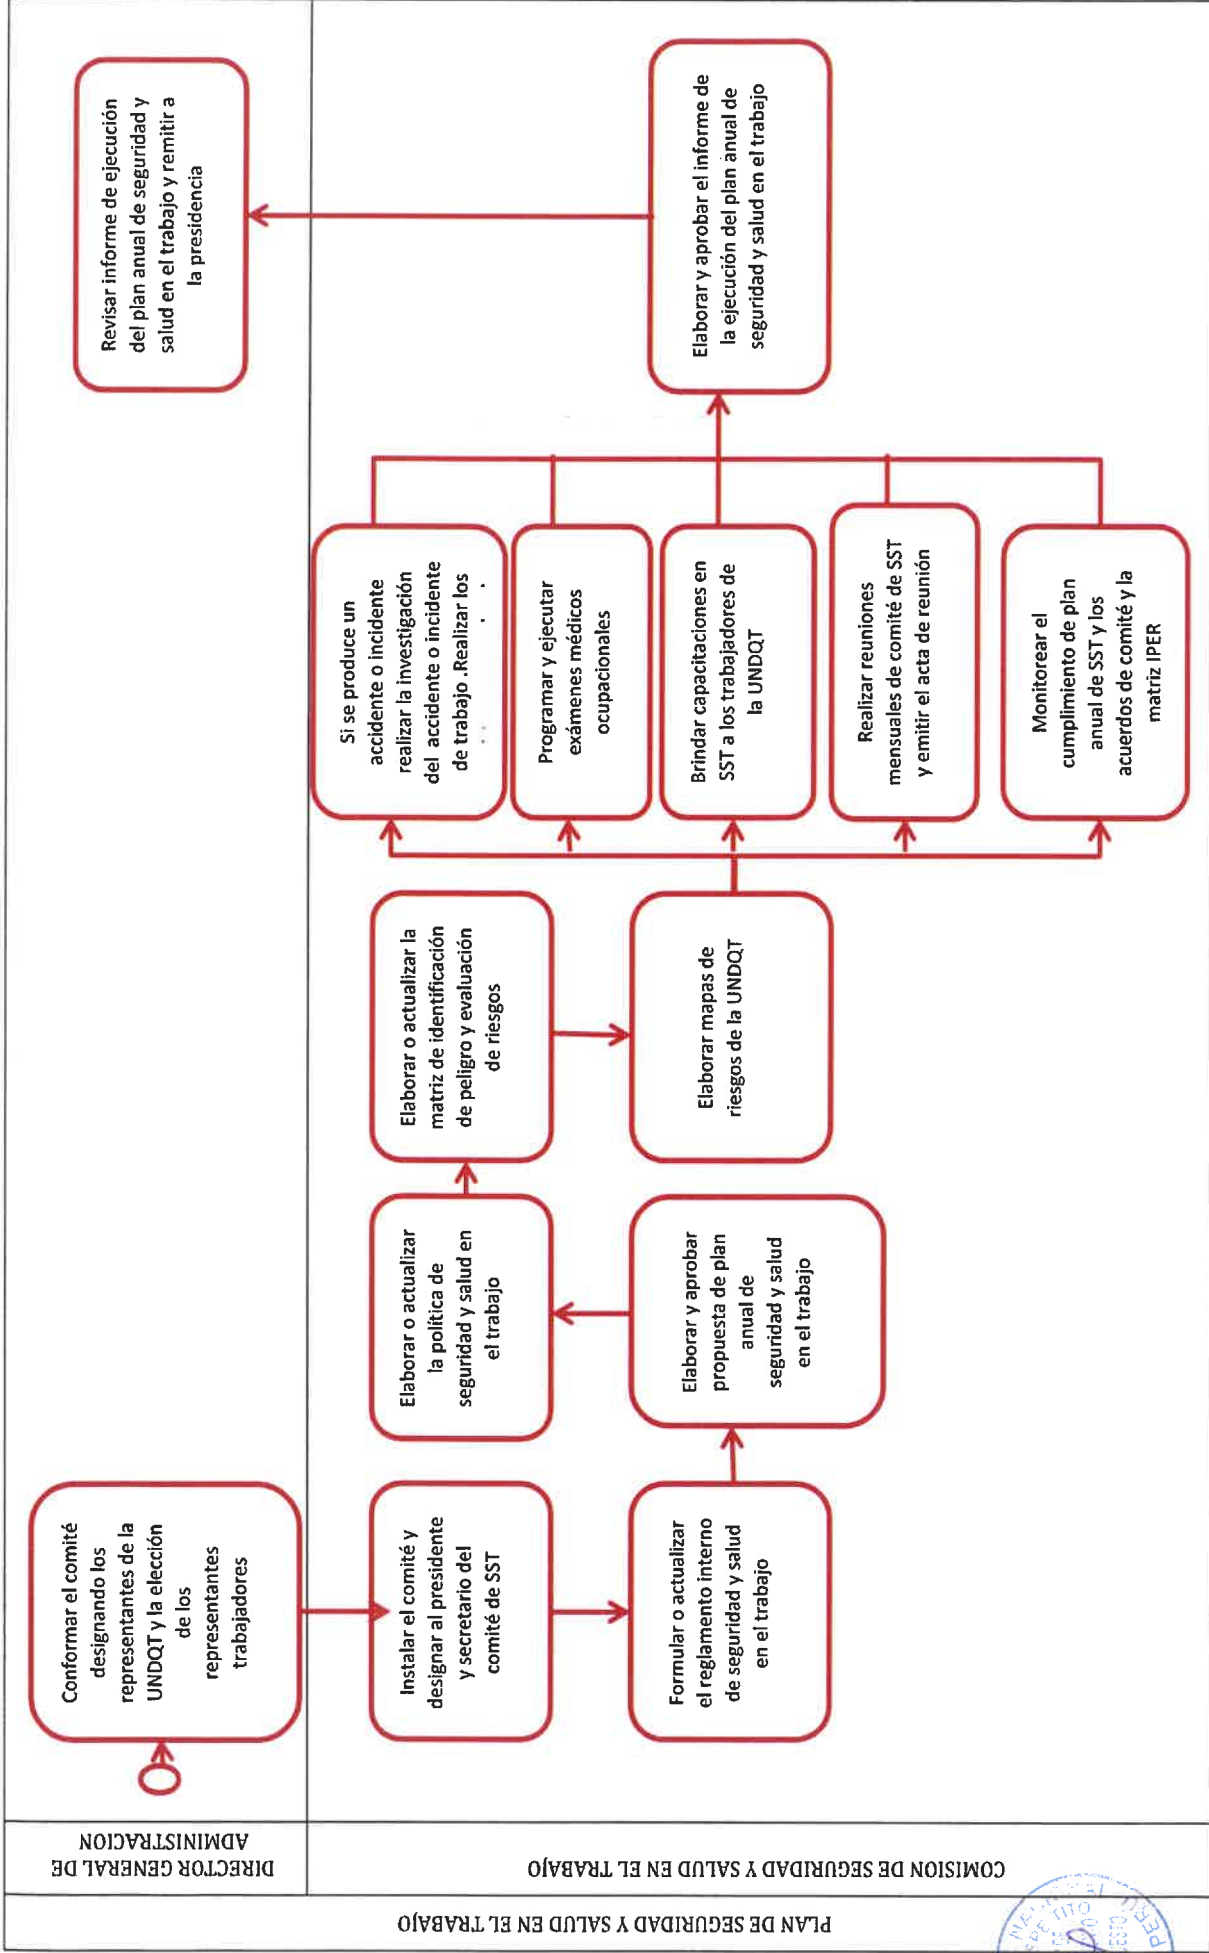 PLAN DE SEGURIDAD Y SALUD EN EL TRABAJO
DIRECTOR GENERAL DE
ADMINISTRACION
COMISION DE SEGURIDAD Y SALUD EN EL TRABAJO
Conformar el comité
designando los
representantes de la
UNDQT y la elección
de los
representantes
trabajadores
Instalar el comité y
designar al presidente
y secretario del
comité de SST
Formular o actualizar
el reglamento interno
de seguridad y salud
en el trabajo
Elaborar y aprobar
propuesta de plan
anual de
seguridad y salud
en el trabajo
Elaborar o actualizar
la política de
seguridad y salud en
el trabajo
Elaborar o actualizar la
matriz de identificación
de peligro y evaluación
de riesgos
Elaborar mapas de
riesgos de la UNDQT
Si se produce un
accidente o incidente
realizar la investigación
del accidente o incidente
de trabajo .Realizar los
Programar y ejecutar
exámenes médicos
ocupacionales
Brindar capacitaciones en
SST a los trabajadores de
la UNDQT
Realizar reuniones
mensuales de comité de SST
y emitir el acta de reunión
Monitorear el
cumplimiento de plan
anual de SST y los
acuerdos de comité y la
matriz IPER
Elaborar y aprobar el informe de
la ejecución del plan anual de
seguridad y salud en el trabajo
Revisar informe de ejecución
del plan anual de seguridad y
salud en el trabajo y remitir a
la presidencia
TITO
PERU